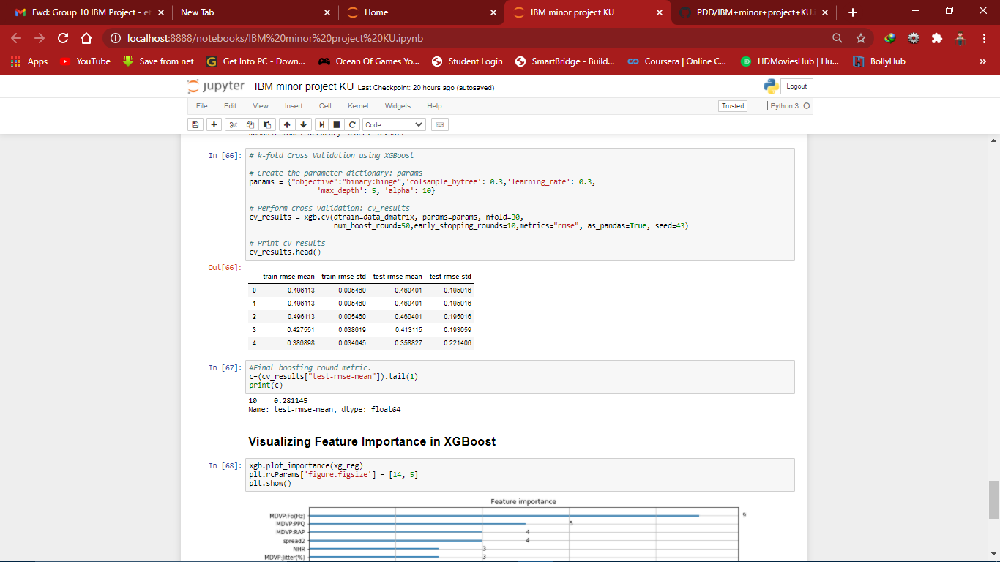 Fwd: Group 10 IBM Project - et
New Tab
Home
IBM minor project KU
PDD/IBM+minor+project+KU.i
localhost:8888/notebooks/IBM%20minor%20project%20KU.ipynb
Apps
YouTube
Save from net
Get Into PC - Down...
Ocean Of Games Yo...
Student Login
SmartBridge - Build...
Coursera | Online C...
HDMoviesHub | Hu...
BollyHub
»
jupyter IBM minor project KU Last Checkpoint: 20 hours ago (autosaved)
Logout
File Edit View Insert Cell Kernel Widgets Help
Trusted
Python 3
Code
XGBoost model accuracy score:
In [66]:
# k-fold Cross Validation using XGBoost
# Create the parameter dictionary: params
params = {"objective":"binary:hinge",'colsample_bytree': 0.3,'learning_rate': 0.3,
'max_depth': 5, 'alpha': 10}
# Perform cross-validation: cv_results
cv_results = xgb.cv(dtrain=data_dmatrix, params=params, nfold=30,
num_boost_round=50,early_stopping_rounds=10,metrics="rmse", as_pandas=True, seed=43)
# Print cv_results
cv_results.head()
Out[66]:
train-rmse-mean train-rmse-std test-rmse-mean test-rmse-std
0 0.496113 0.005460 0.460401 0.195016
1 0.496113 0.005460 0.460401 0.195016
2 0.496113 0.005460 0.460401 0.195016
3 0.427551 0.038619 0.413115 0.193059
4 0.386898 0.034045 0.358827 0.221406
In [67]:
#Final boosting round metric.
c=(cv_results["test-rmse-mean"]).tail(1)
print(c)
10 0.281145
Name: test-rmse-mean, dtype: float64
Visualizing Feature Importance in XGBoost
In [68]:
xgb.plot_importance(xg_reg)
plt.rcParams['figure.figsize'] = [14, 5]
plt.show()
Feature importance
MDVP:Fo(Hz) 9
MDVP:PPQ 5
MDVP:RAP 4
spread2 4
NHR 3
MDVP:Jitter(%) 3